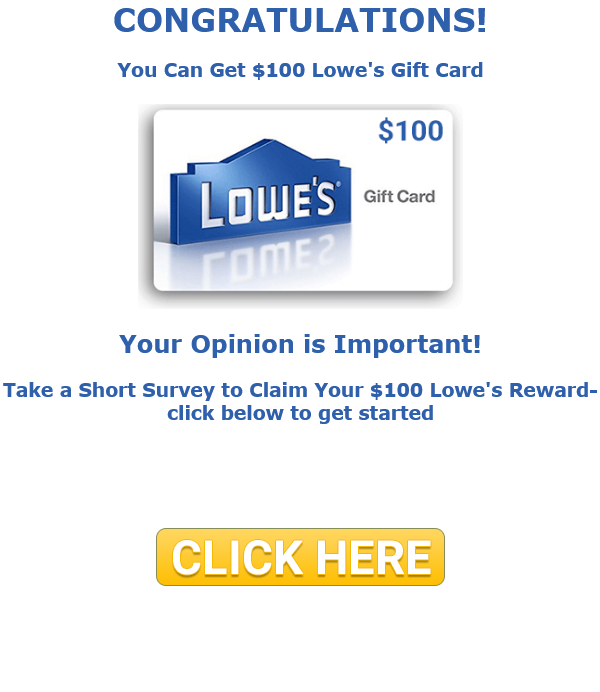 CONGRATULATIONS!
You Can Get $100 Lowe's Gift Card
$100
LOWE'S
Gift Card
Your Opinion is Important!
Take a Short Survey to Claim Your $100 Lowe's Reward-
click below to get started
CLICK HERE